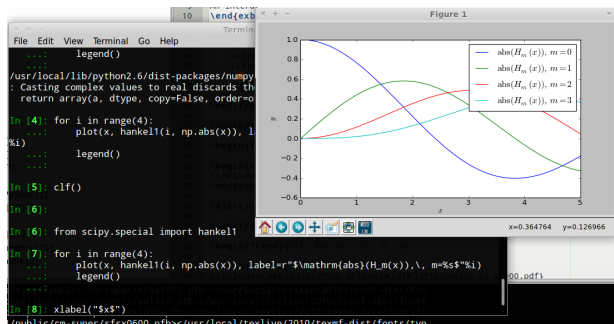 10
\end{exb
Figure 1
File Edit View Terminal Go Help
...: legend()
...:
/usr/local/lib/python2.6/dist-packages/numpy
: Casting complex values to real discards th
return array(a, dtype, copy=False, order=o
In [4]: for i in range(4):
...: plot(x, hankel1(i, np.abs(x)), l
%i)
...: legend()
...:
In [5]: clf()
In [6]:
In [6]: from scipy.special import hankel1
In [7]: for i in range(4):
...: plot(x, hankel1(i, np.abs(x)), label=r"$\mathrm{abs}(H_m(x)),\, m=%s$"%i)
...: legend()
...:
In [8]: xlabel("$x$")
1.0
0.8
0.6
0.4
0.2
0.0
−0.2
−0.4
−0.6
y
0 1 2 3 4 5
x
abs(H_m(x)), m=0
abs(H_m(x)), m=1
abs(H_m(x)), m=2
abs(H_m(x)), m=3
x=0.364764 y=0.126966
00.pdf}
/public/cm-super/sfsx0600.pfb></usr/local/texlive/2010/texmf-dist/fonts/typ